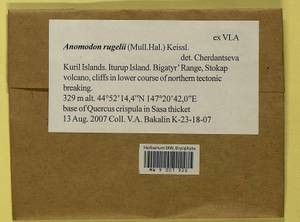 ex VLA
Anomodon rugelii (Mull.Hal.) Keissl.
det. Cherdantseva
Kuril Islands. Iturup Island. Bigatyr' Range, Stokap
volcano, cliffs in lower course of northern tectonic
breaking.
329 m alt. 44°52'14,4"N 147°20'42,0"E
base of Quercus crispula in Sasa thicket
13 Aug. 2007 Coll. V.A. Bakalin K-23-18-07
Herbarium MW, Bryophyta